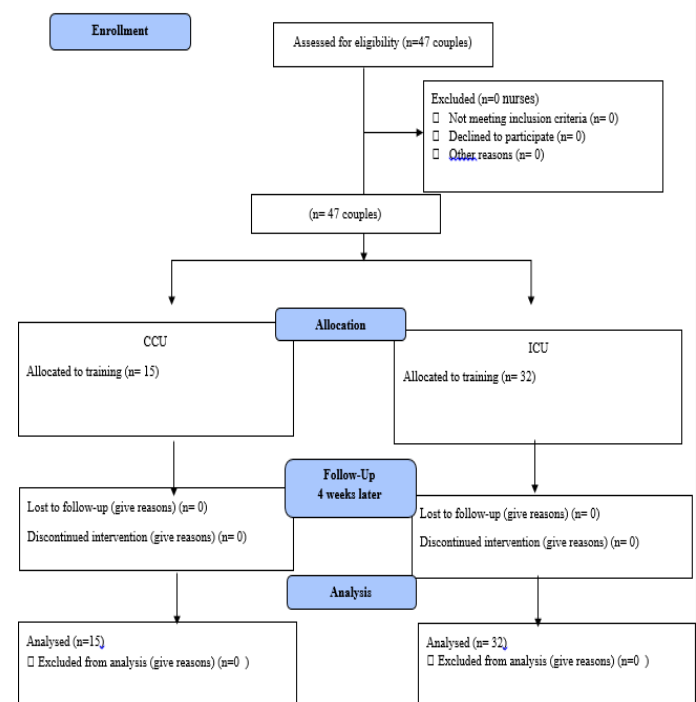 Enrollment
Assessed for eligibility (n=47 couples)
Excluded (n=0 nurses)
▯ Not meeting inclusion criteria (n= 0)
▯ Declined to participate (n= 0)
▯ Other reasons (n= 0)
(n= 47 couples)
Allocation
CCU
Allocated to training (n= 15)
ICU
Allocated to training (n= 32)
Follow-Up
4 weeks later
Lost to follow-up (give reasons) (n= 0)
Discontinued intervention (give reasons) (n= 0)
Lost to follow-up (give reasons) (n= 0)
Discontinued intervention (give reasons) (n= 0)
Analysis
Analysed (n=15)
▯ Excluded from analysis (give reasons) (n=0 )
Analysed (n= 32)
▯ Excluded from analysis (give reasons) (n=0 )